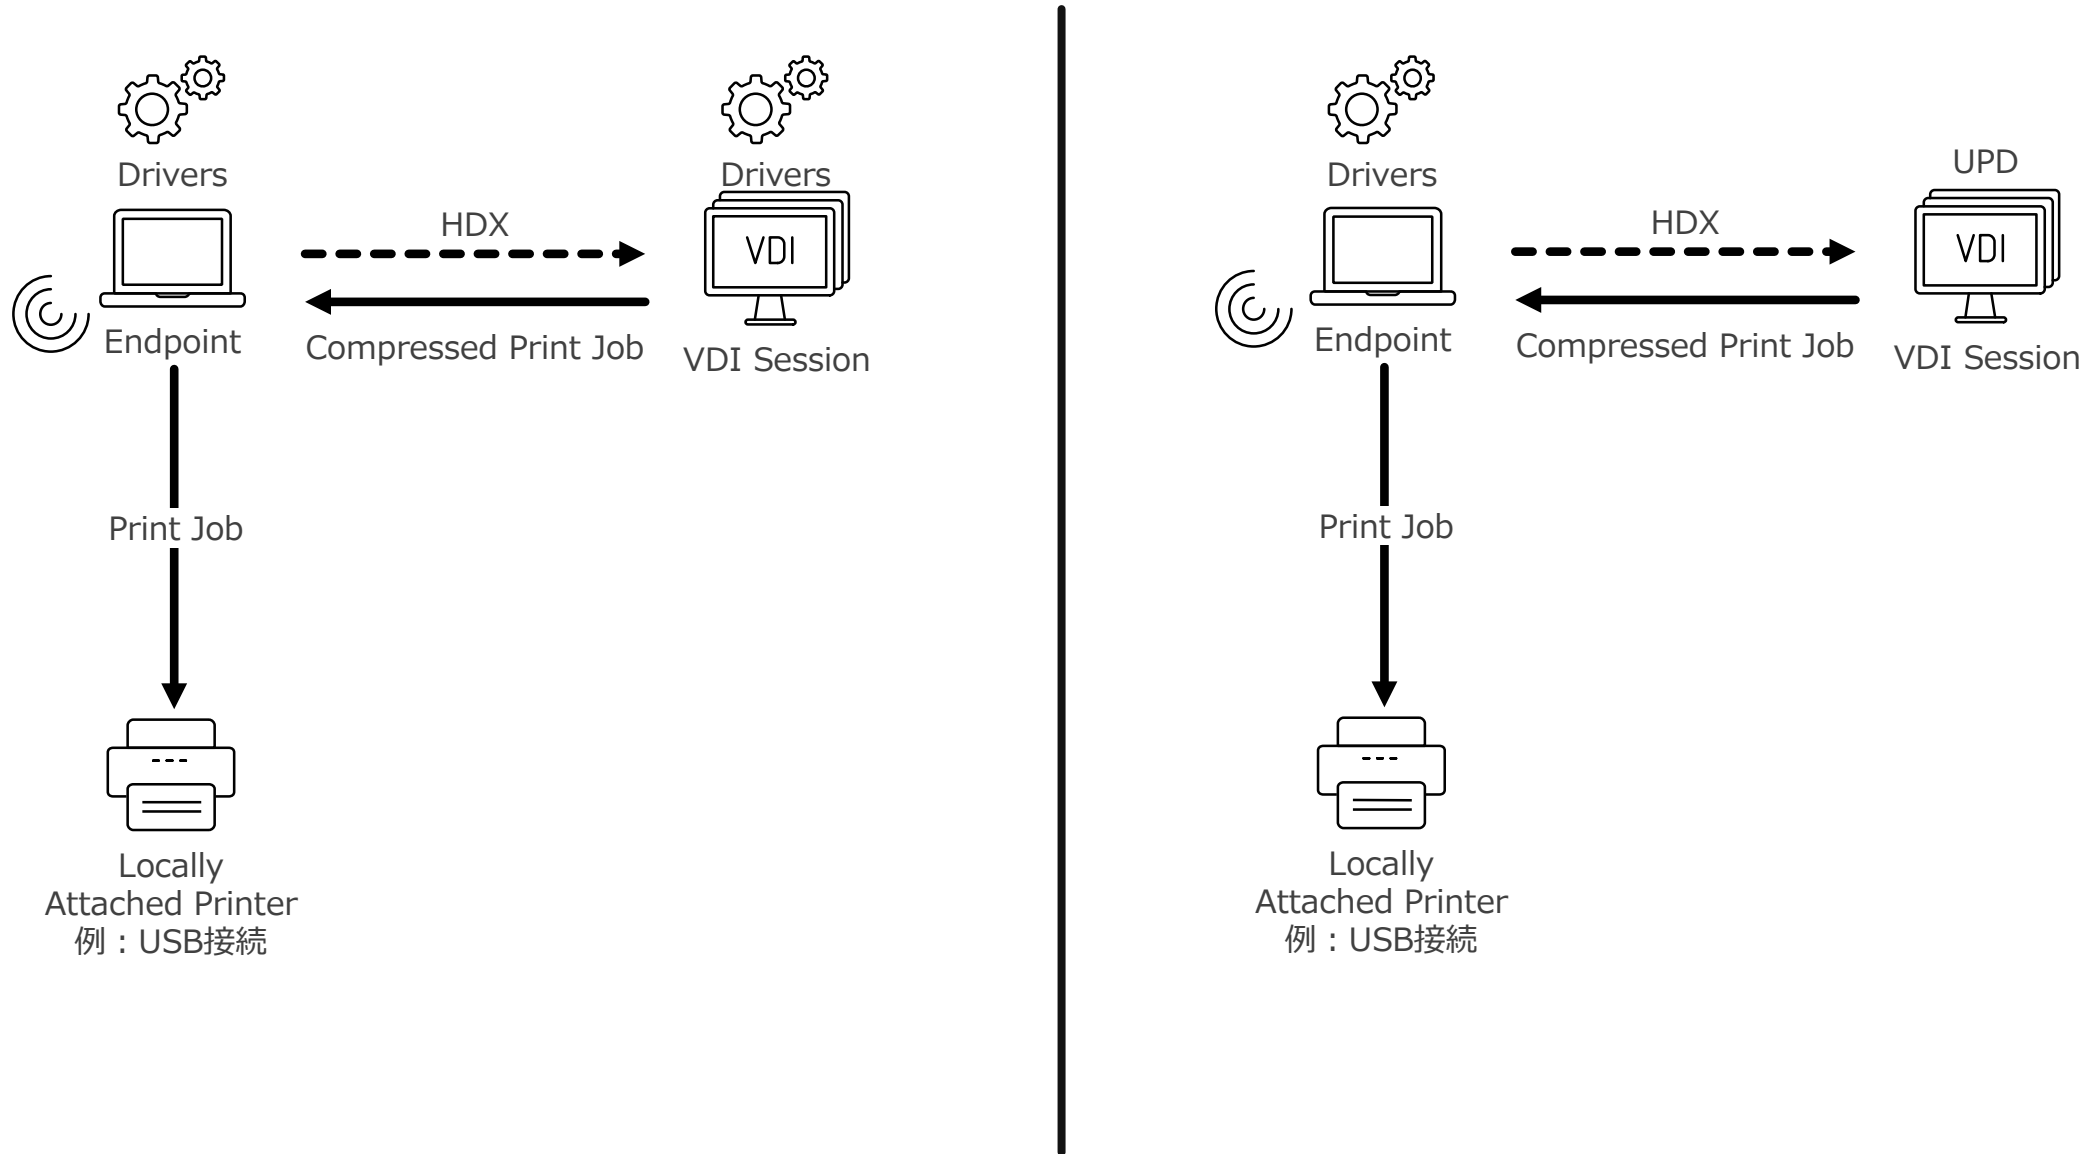 Drivers
Drivers
HDX
VDI
Endpoint
Compressed Print Job
VDI Session
Print Job
Locally
Attached Printer
例：USB接続
Drivers
UPD
HDX
VDI
Endpoint
Compressed Print Job
VDI Session
Print Job
Locally
Attached Printer
例：USB接続